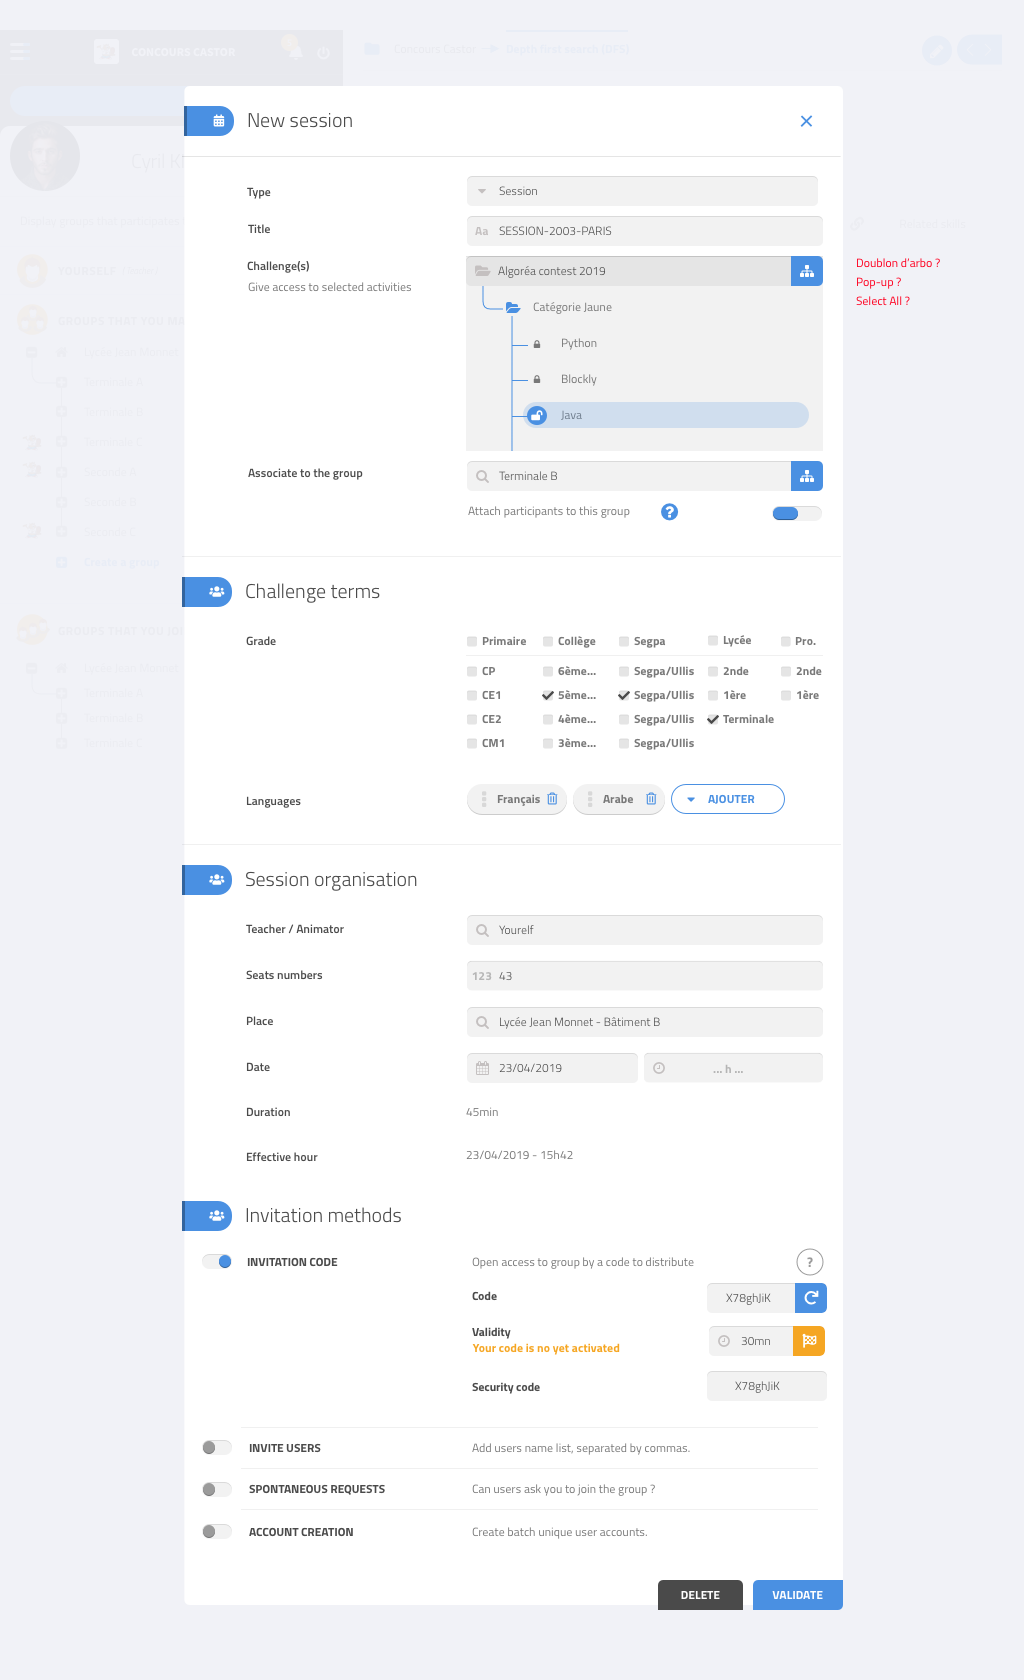 CONCOURS CASTOR
Concours Castor
New session
Cyril K
Type
Session
Title
Aa SESSION-2003-PARIS
Challenge(s)
Give access to selected activities
Algoréa contest 2019
Catégorie Jaune
Python
Blockly
Java
Doublon d'arbo ?
Pop-up ?
Select All ?
YOURSELF
Associate to the group
Terminale B
Attach participants to this group ?
Challenge terms
Grade
Primaire Collège Segpa Lycée Pro.
CP 6ème... Segpa/Ullis 2nde 2nde
CE1 5ème... Segpa/Ullis 1ère 1ère
CE2 4ème... Segpa/Ullis Terminale
CM1 3ème... Segpa/Ullis
Languages
Français Arabe AJOUTER
Session organisation
Teacher / Animator
Yourelf
Seats numbers
123 43
Place
Lycée Jean Monnet - Bâtiment B
Date
23/04/2019 ... h ...
Duration
45min
Effective hour
23/04/2019 - 15h42
Invitation methods
INVITATION CODE
Open access to group by a code to distribute ?
Code
X78ghJiK
Validity
Your code is no yet activated
30mn
Security code
X78ghJiK
INVITE USERS
Add users name list, separated by commas.
SPONTANEOUS REQUESTS
Can users ask you to join the group ?
ACCOUNT CREATION
Create batch unique user accounts.
DELETE
VALIDATE